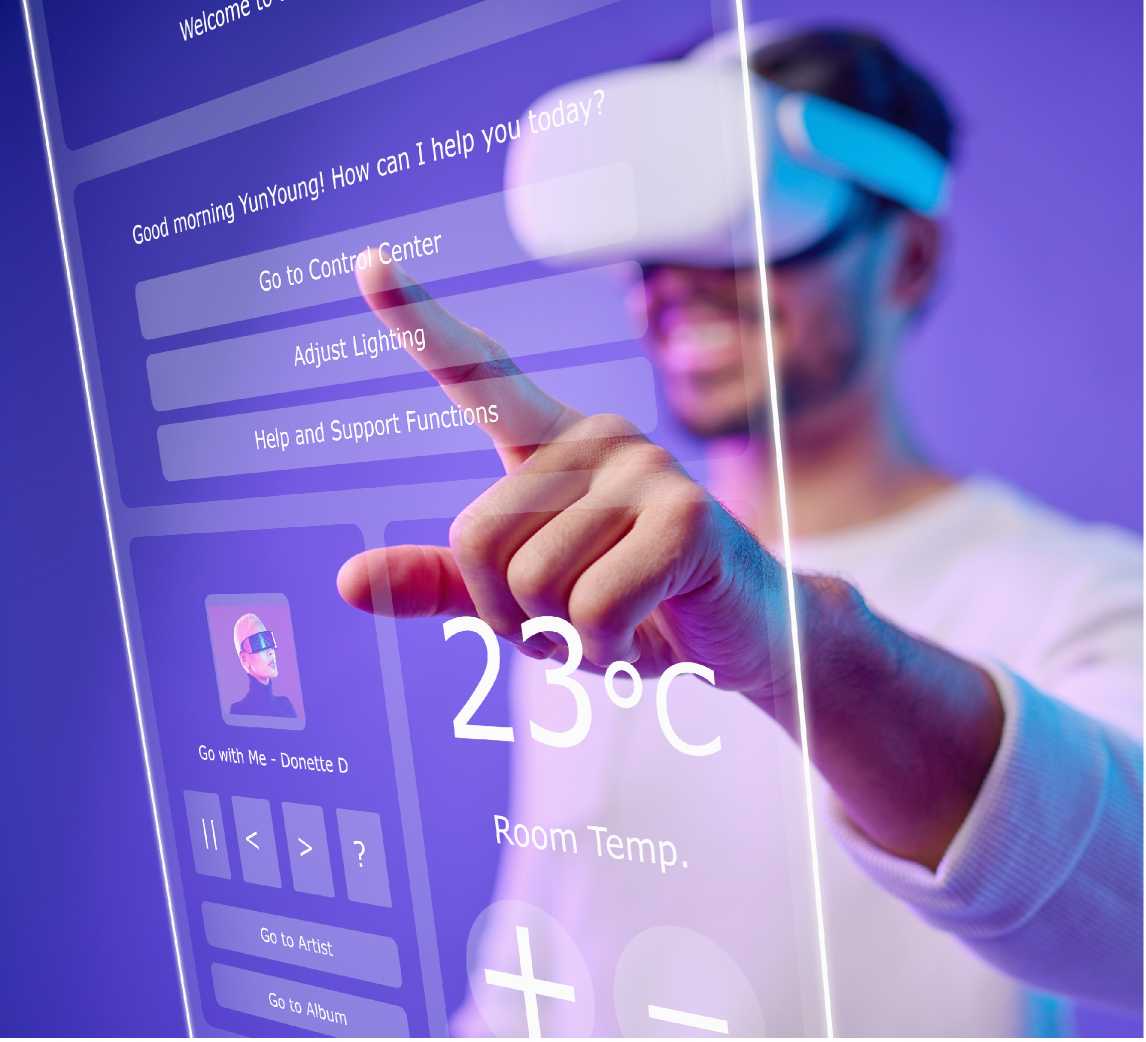 Welcome to
Good morning YunYoung! How can I help you today?
Go to Control Center
Adjust Lighting
Help and Support Functions
Go with Me - Donette D
|| < > ?
Go to Artist
Go to Album
23°C
Room Temp.
+ −